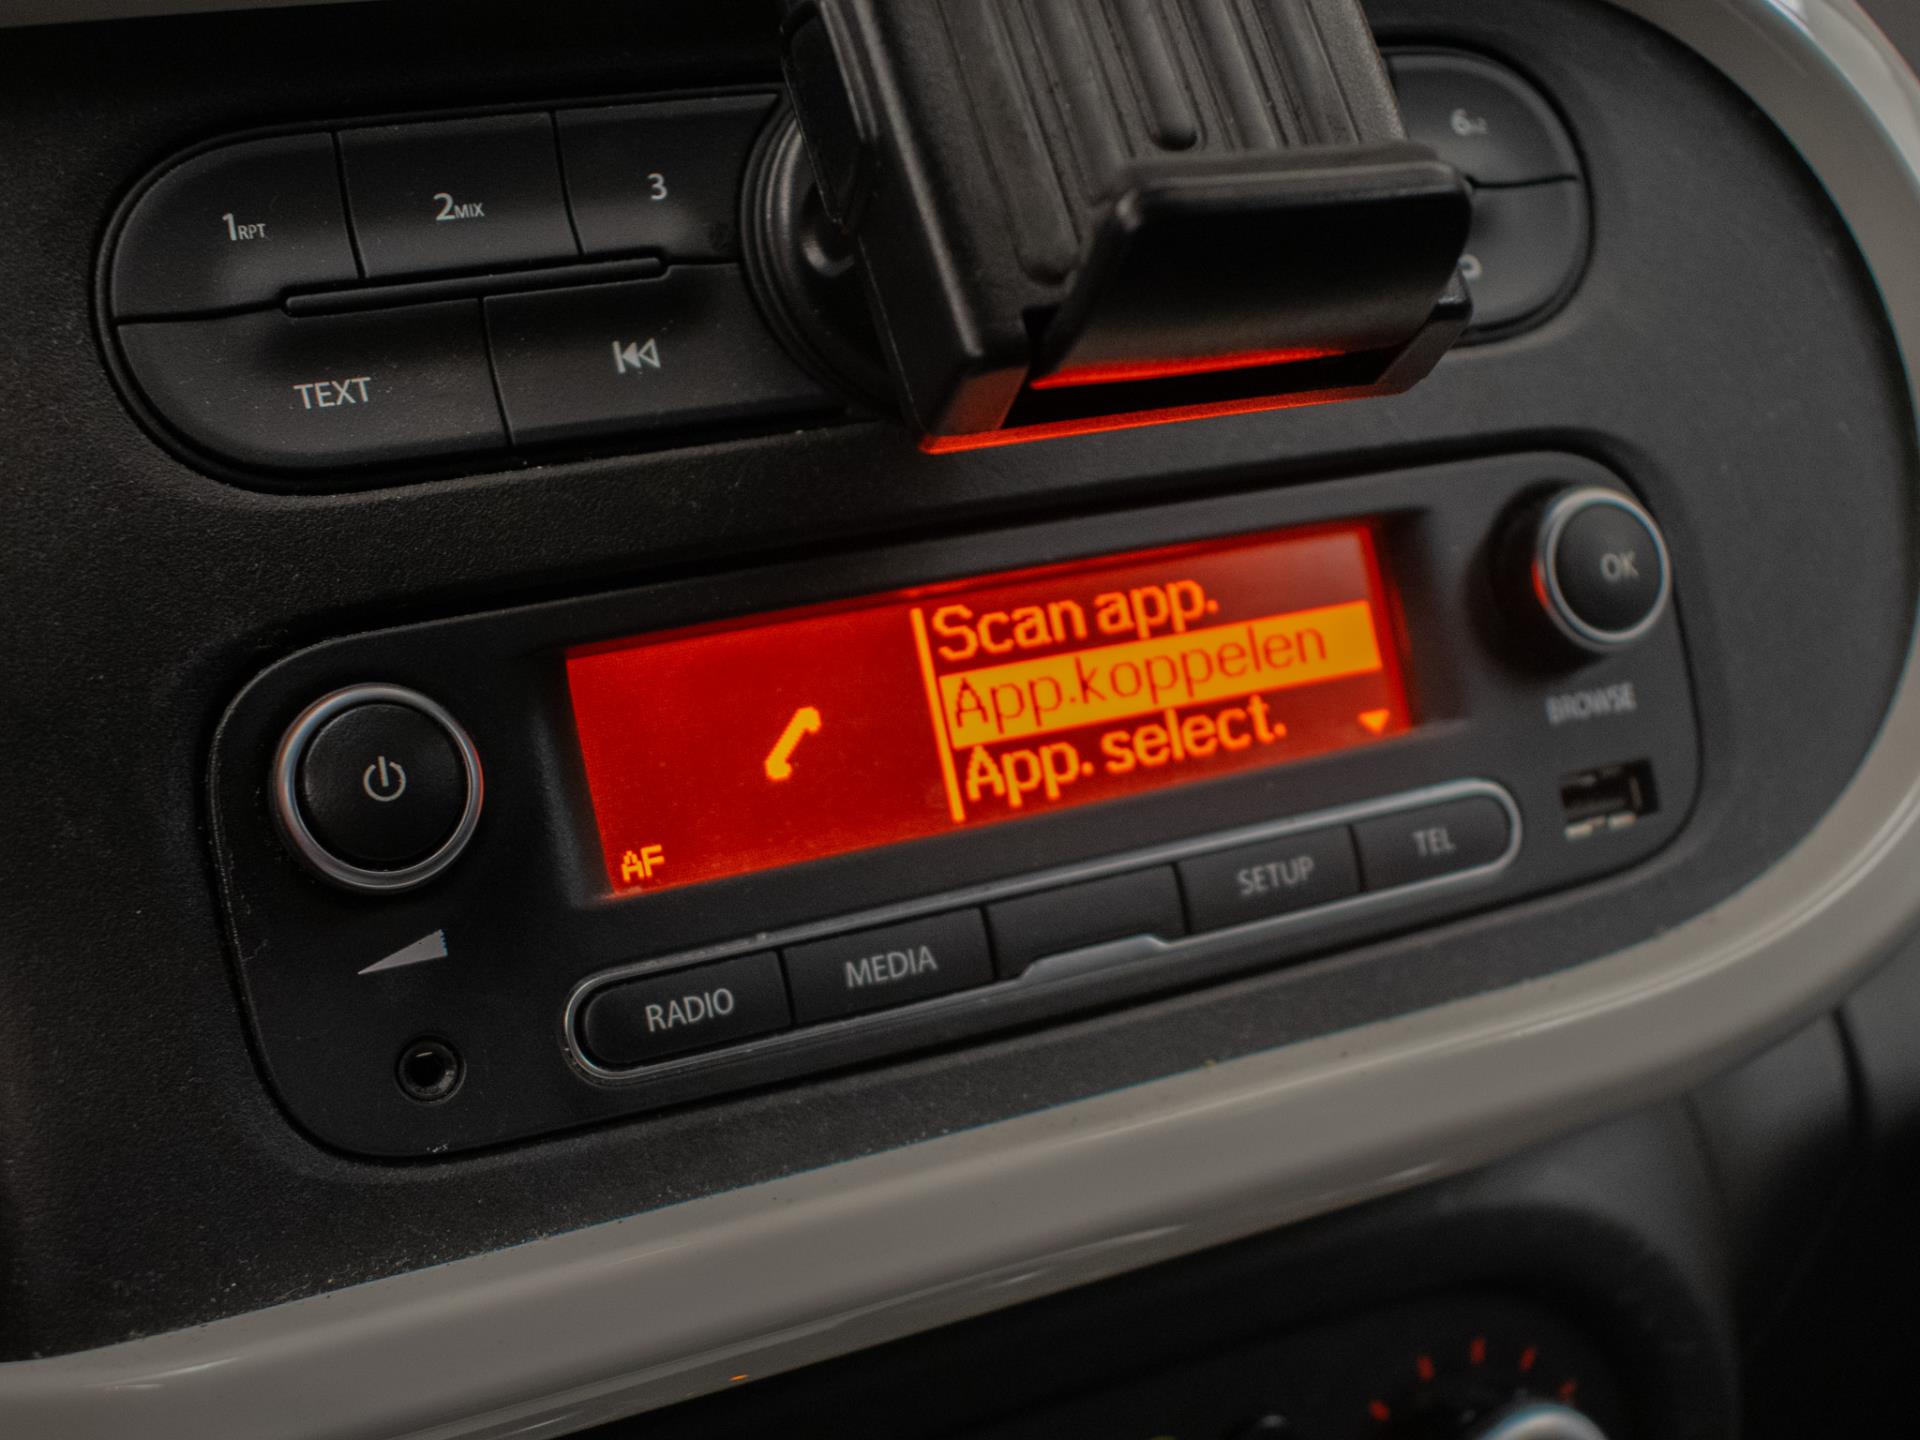 1RPT
2MIX
3
TEXT
OK
Scan app.
App.koppelen
App. select.
AF
BROWSE
RADIO
MEDIA
SETUP
TEL